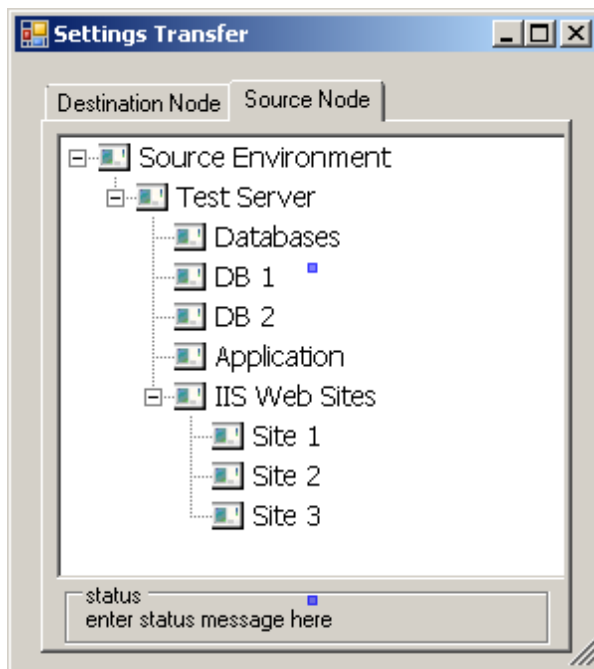 Settings Transfer
Destination Node Source Node
Source Environment
Test Server
Databases
DB 1
DB 2
Application
IIS Web Sites
Site 1
Site 2
Site 3
status
enter status message here